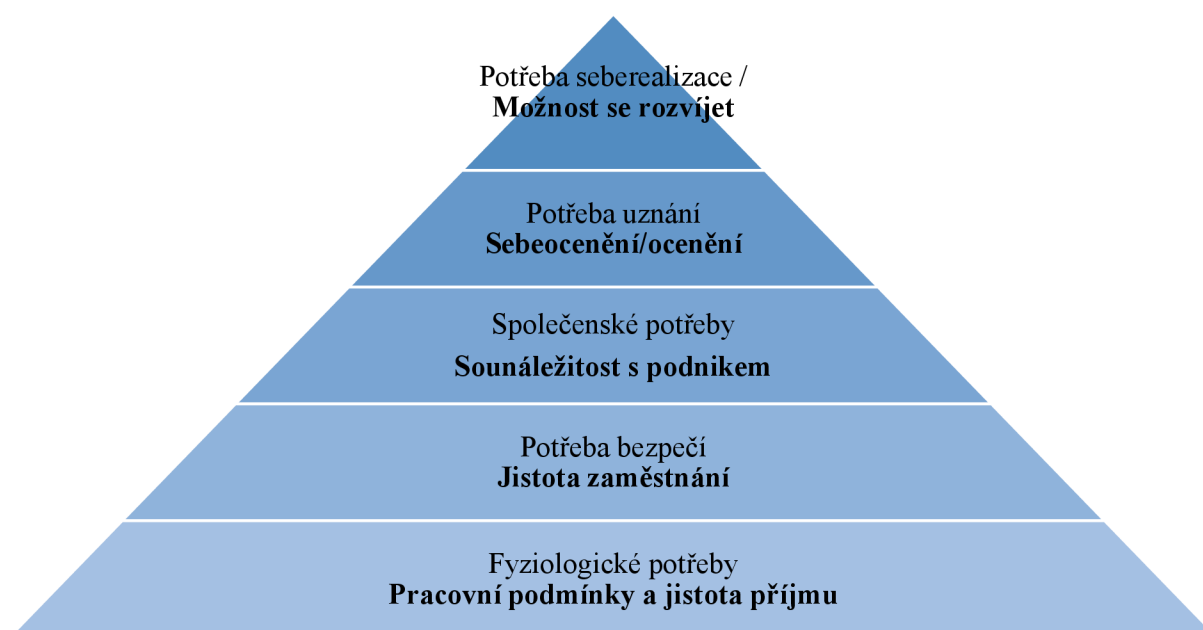 Potřeba seberealizace /
Možnost se rozvíjet
Potřeba uznání
Sebeocenění/ocenění
Společenské potřeby
Sounáležitost s podnikem
Potřeba bezpečí
Jistota zaměstnání
Fyziologické potřeby
Pracovní podmínky a jistota příjmu